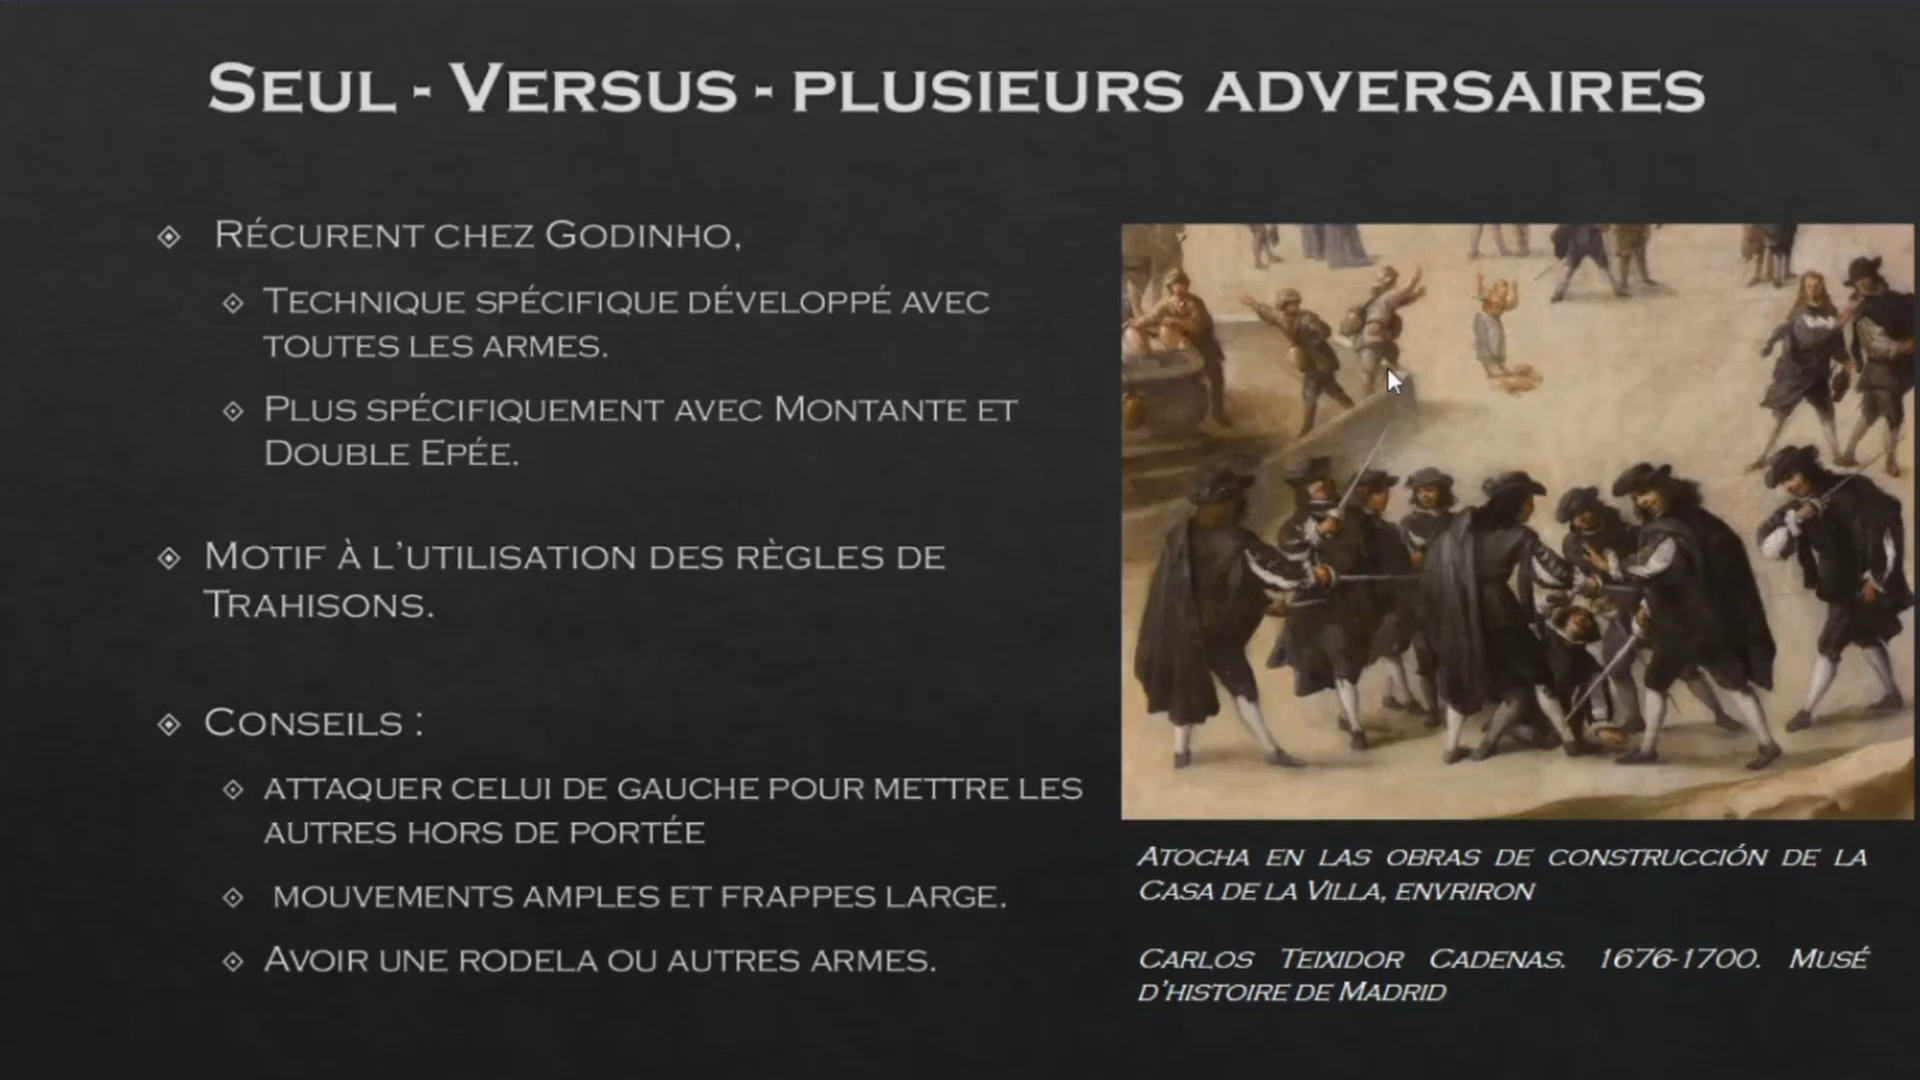 Seul - Versus - plusieurs adversaires
Récurent chez Godinho,
Technique spécifique développé avec
toutes les armes.
Plus spécifiquement avec Montante et
Double Epée.
Motif à l'utilisation des règles de
Trahisons.
Conseils :
attaquer celui de gauche pour mettre les
autres hors de portée
mouvements amples et frappes large.
Avoir une rodela ou autres armes.
Atocha en las obras de construcción de la
Casa de la Villa, envriron
Carlos Teixidor Cadenas. 1676-1700. Musé
d'histoire de Madrid